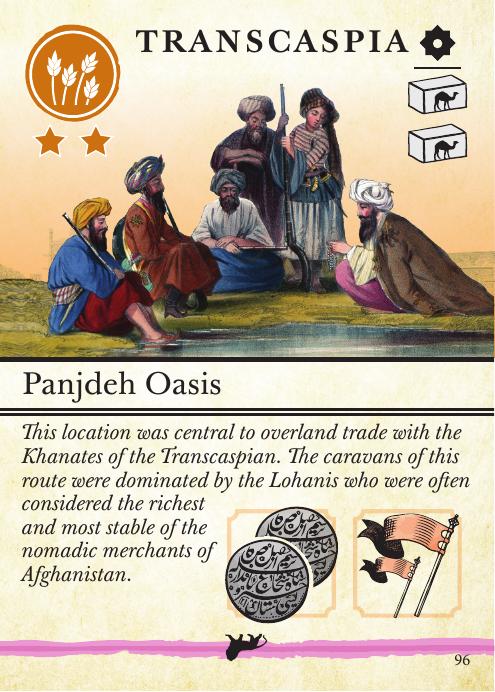 TRANSCASPIA
Panjdeh Oasis
This location was central to overland trade with the
Khanates of the Transcaspian. The caravans of this
route were dominated by the Lohanis who were often
considered the richest
and most stable of the
nomadic merchants of
Afghanistan.
96